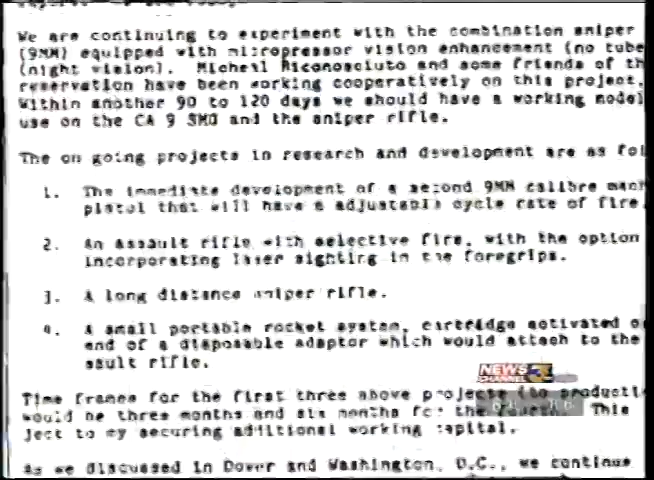 We are continuing to experiment with the combination sniper
(9MM) equipped with micropressor vision enhancement (no tube
(night vision). Micheal Riconosciuto and some friends of th
reservation have been working cooperatively on this project.
Within another 90 to 120 days we should have a working model
use on the CA 9 SMG and the sniper rifle.
The on going projects in research and development are as fol
1. The immediate development of a second 9MM calibre mach
pistol that will have a adjustable cycle rate of fire.
2. An assault rifle with selective fire, with the option
incorporating laser sighting in the foregrips.
3. A long distance sniper rifle.
4. A small portable rocket system, cartridge activated o
end of a disposable adaptor which would attach to the
sault rifle.
NEWS
CHANNEL 3
Time frames for the first three above projects (to producti
would be three months and six months for the fourth. This
ject to my securing additional working capital.
As we discussed in Dover and Washington, D.C., we continue